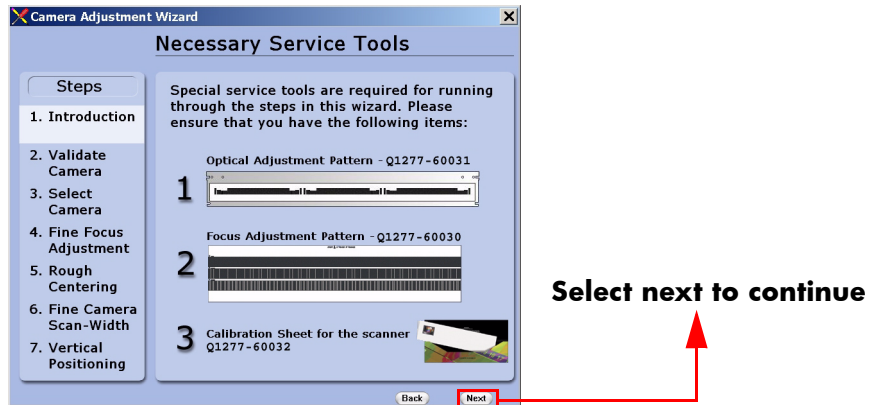 Camera Adjustment Wizard
Necessary Service Tools
Steps
1. Introduction
2. Validate
Camera
3. Select
Camera
4. Fine Focus
Adjustment
5. Rough
Centering
6. Fine Camera
Scan-Width
7. Vertical
Positioning
Special service tools are required for running
through the steps in this wizard. Please
ensure that you have the following items:
1
Optical Adjustment Pattern - Q1277-60031
2
Focus Adjustment Pattern - Q1277-60030
3
Calibration Sheet for the scanner
Q1277-60032
Back
Next
Select next to continue